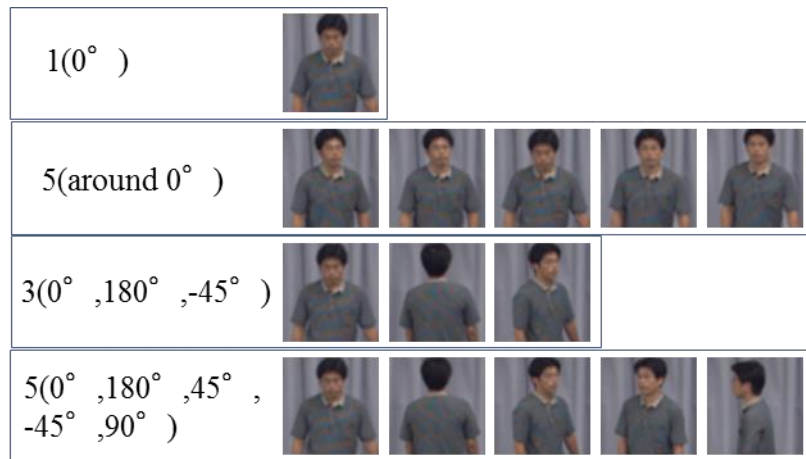 1(0° )
5(around 0° )
3(0° ,180° ,-45° )
5(0° ,180° ,45° ,
-45° ,90° )